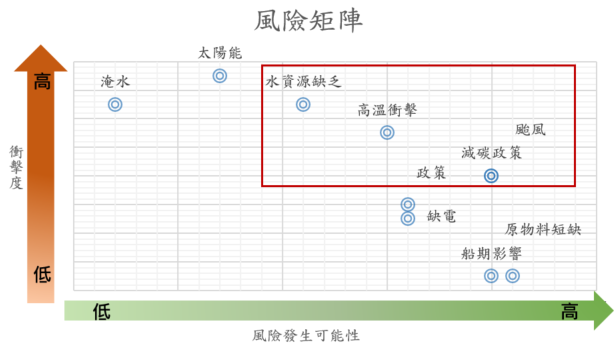 風險矩陣
太陽能
高
淹水
水資源缺乏
高溫衝擊
颱風
衝擊度
減碳政策
政策
缺電
原物料短缺
船期影響
低
低
高
風險發生可能性